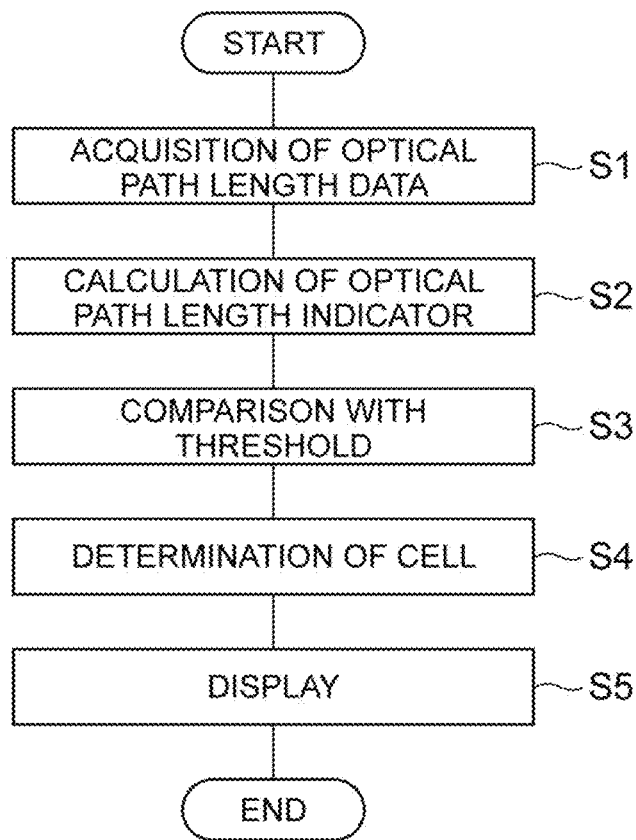 START
ACQUISITION OF OPTICAL
PATH LENGTH DATA
S1
CALCULATION OF OPTICAL
PATH LENGTH INDICATOR
S2
COMPARISON WITH
THRESHOLD
S3
DETERMINATION OF CELL
S4
DISPLAY
S5
END